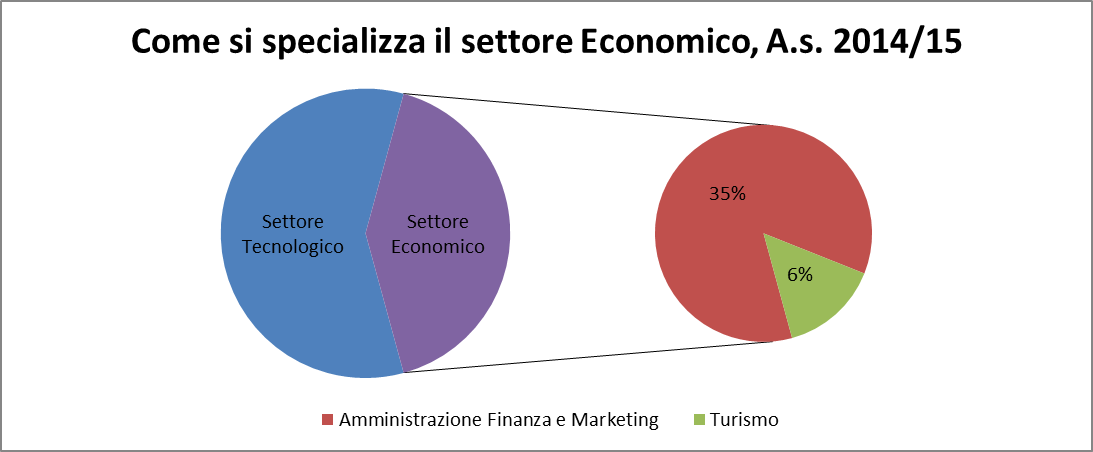 Come si specializza il settore Economico, A.s. 2014/15
Settore
Tecnologico
Settore
Economico
35%
6%
Amministrazione Finanza e Marketing
Turismo